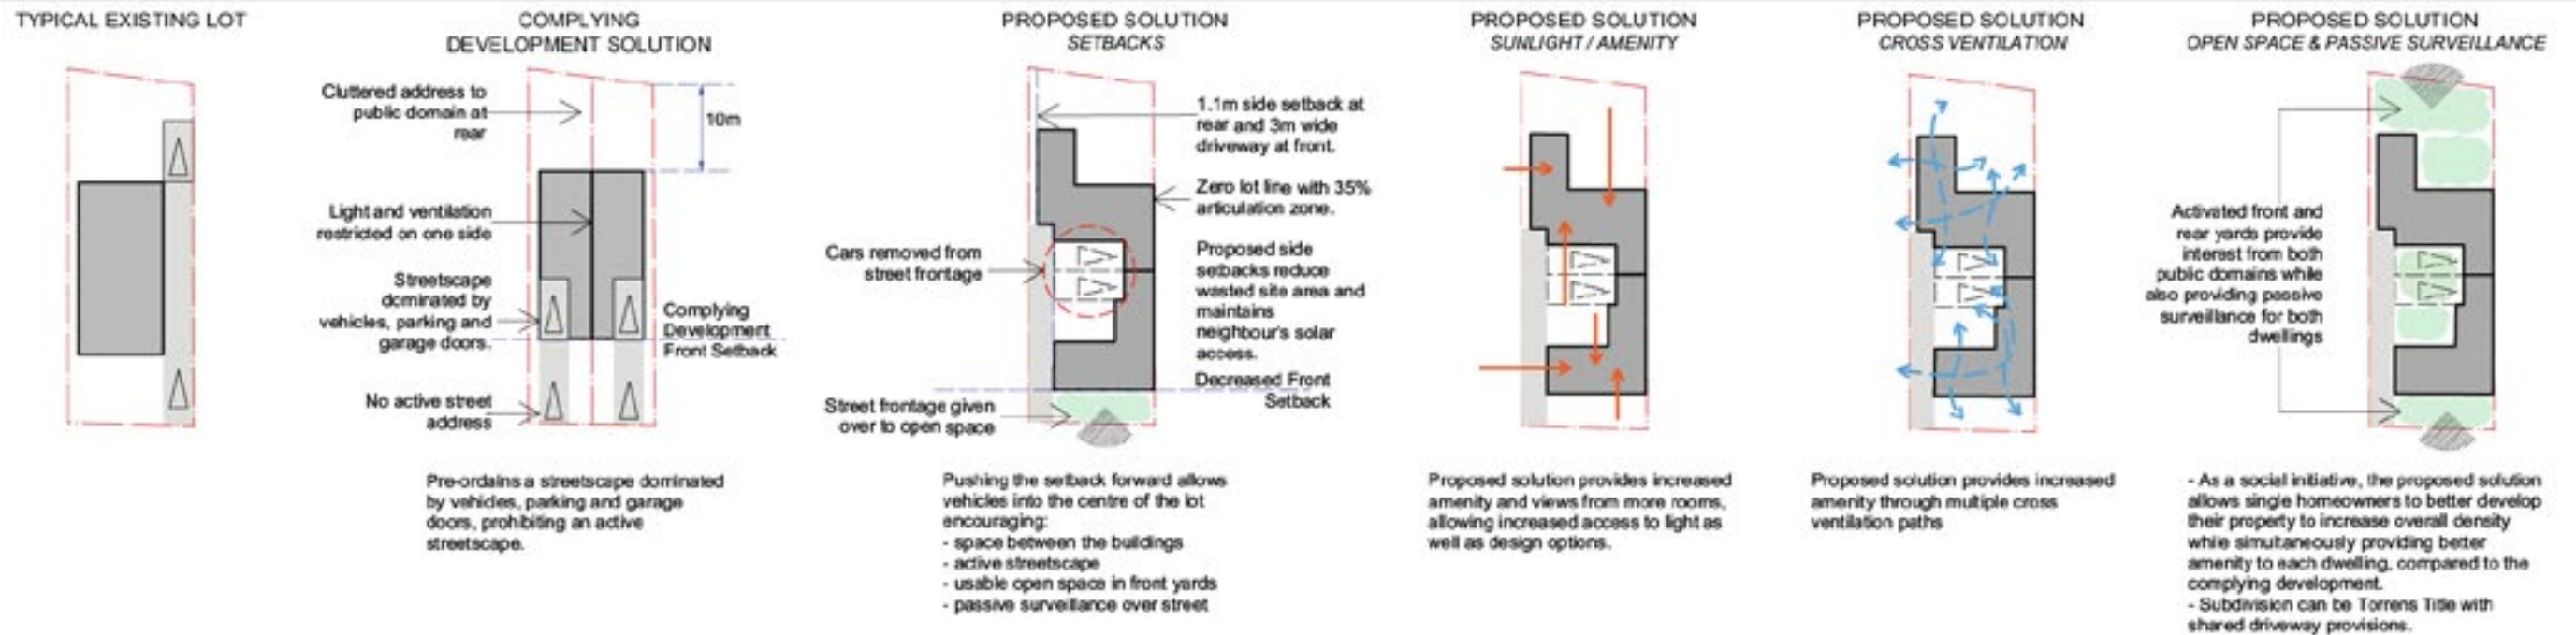 TYPICAL EXISTING LOT
COMPLYING
DEVELOPMENT SOLUTION
Cluttered address to
public domain at
rear
10m
Light and ventilation
restricted on one side
Streetscape
dominated by
vehicles, parking and
garage doors.
Complying
Development
Front Setback
No active street
address
Pre-ordains a streetscape dominated
by vehicles, parking and garage
doors, prohibiting an active
streetscape.
PROPOSED SOLUTION
SETBACKS
1.1m side setback at
rear and 3m wide
driveway at front.
Zero lot line with 35%
articulation zone.
Cars removed from
street frontage
Proposed side
setbacks reduce
wasted site area and
maintains
neighbour's solar
access.
Decreased Front
Setback
Street frontage given
over to open space
Pushing the setback forward allows
vehicles into the centre of the lot
encouraging:
- space between the buildings
- active streetscape
- usable open space in front yards
- passive surveillance over street
PROPOSED SOLUTION
SUNLIGHT / AMENITY
Proposed solution provides increased
amenity and views from more rooms,
allowing increased access to light as
well as design options.
PROPOSED SOLUTION
CROSS VENTILATION
Proposed solution provides increased
amenity through multiple cross
ventilation paths
PROPOSED SOLUTION
OPEN SPACE & PASSIVE SURVEILLANCE
Activated front and
rear yards provide
interest from both
public domains while
also providing passive
surveillance for both
dwellings
- As a social initiative, the proposed solution
allows single homeowners to better develop
their property to increase overall density
while simultaneously providing better
amenity to each dwelling, compared to the
complying development.
- Subdivision can be Torrens Title with
shared driveway provisions.